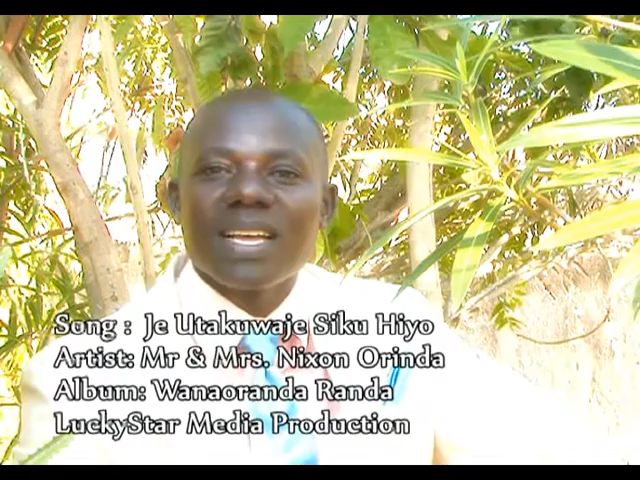 Song : Je Utakuwaje Siku Hiyo
Artist: Mr & Mrs. Nixon Orinda
Album: Wanaoranda Randa
LuckyStar Media Production